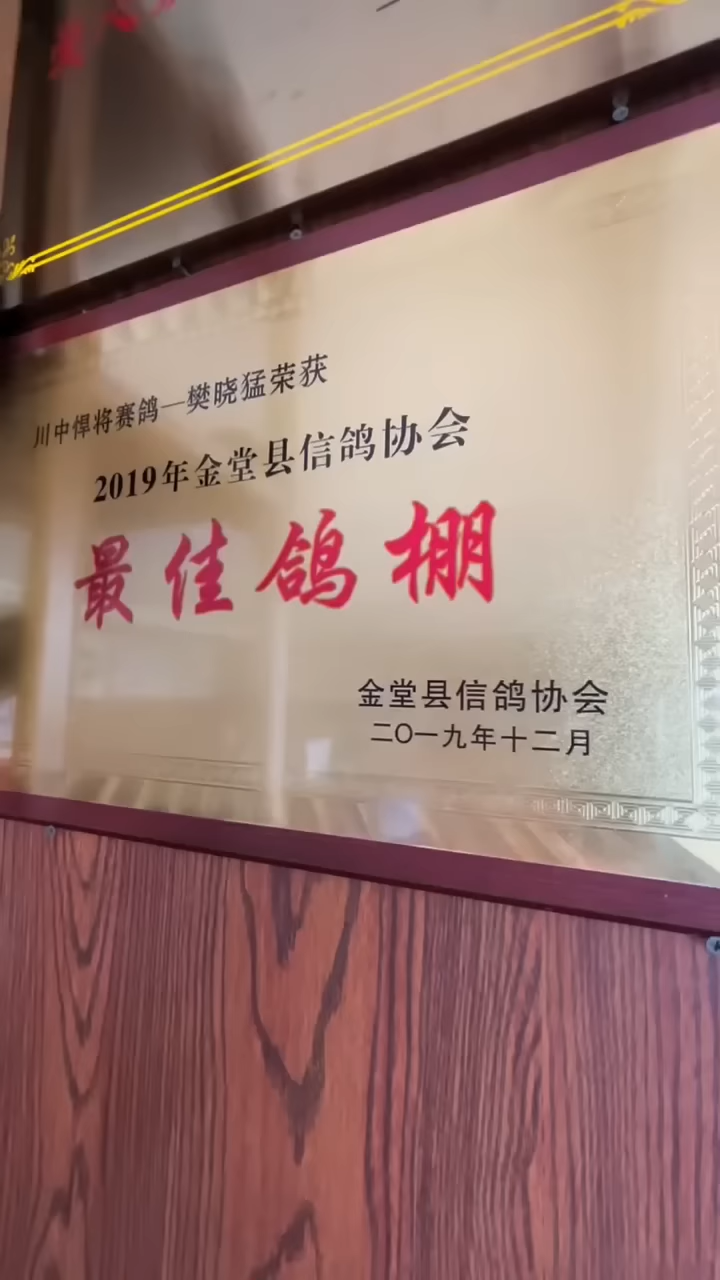 川中悍将赛鸽—樊晓猛荣获
2019年金堂县信鸽协会
最佳鸽棚
金堂县信鸽协会
二〇一九年十二月